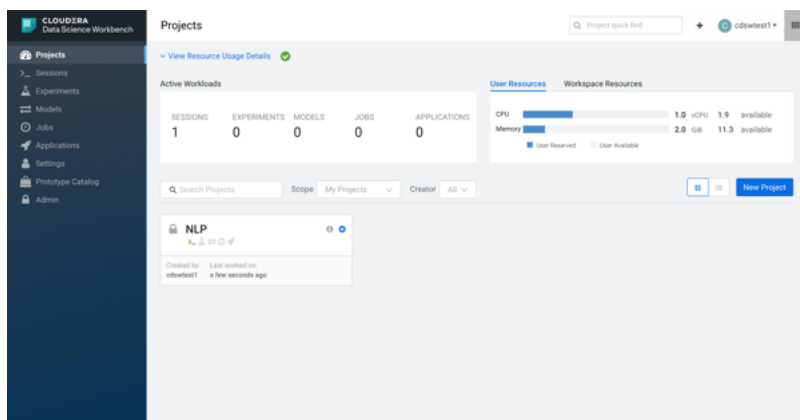 CLOUDERA
Data Science Workbench
Projects
Sessions
Experiments
Models
Jobs
Applications
Settings
Prototype Catalog
Admin
Projects
Project quick find
C cdswtest1
View Resource Usage Details
Active Workloads
SESSIONS EXPERIMENTS MODELS JOBS APPLICATIONS
1 0 0 0 0
User Resources Workspace Resources
CPU 1.0 vCPU 1.9 available
Memory 2.0 GiB 11.3 available
User Reserved User Available
Search Projects Scope My Projects Creator All New Project
NLP
Created by Last worked on
cdswtest1 a few seconds ago